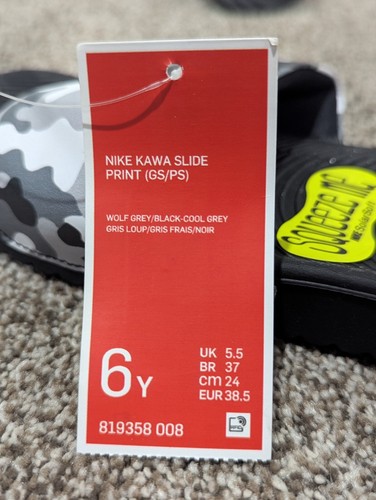 NIKE KAWA SLIDE
PRINT (GS/PS)
WOLF GREY/BLACK-COOL GREY
GRIS LOUP/GRIS FRAIS/NOIR
6Y
UK 5.5
BR 37
cm 24
EUR 38.5
819358 008
SQUEEZE ME